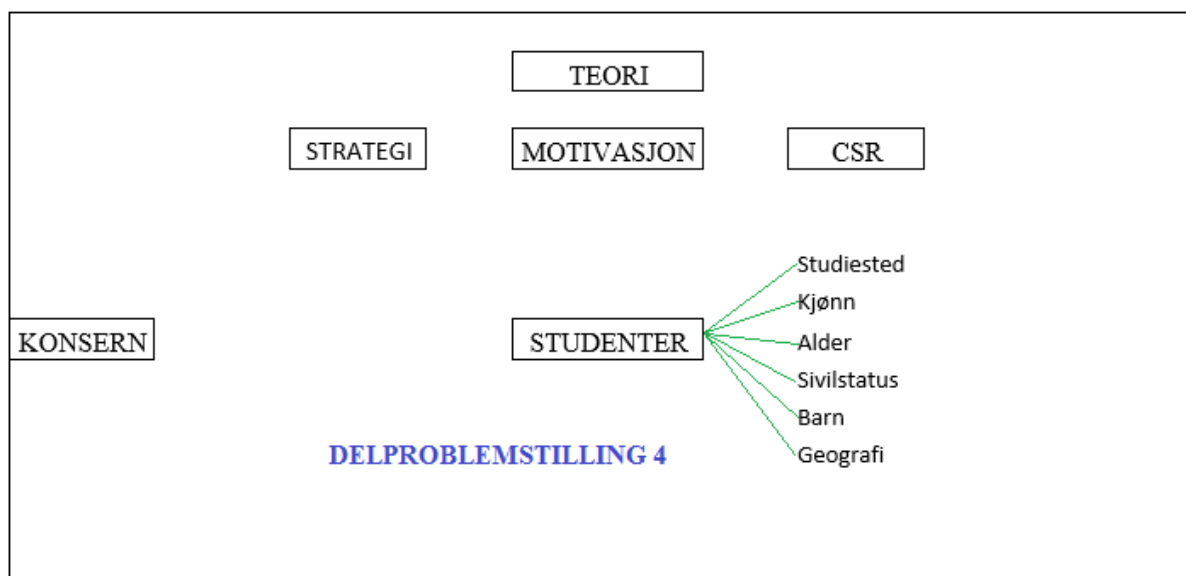 TEORI
STRATEGI
MOTIVASJON
CSR
Studiested
Kjønn
KONSERN
STUDENTER
Alder
Sivilstatus
Barn
DELPROBLEMSTILLING 4
Geografi